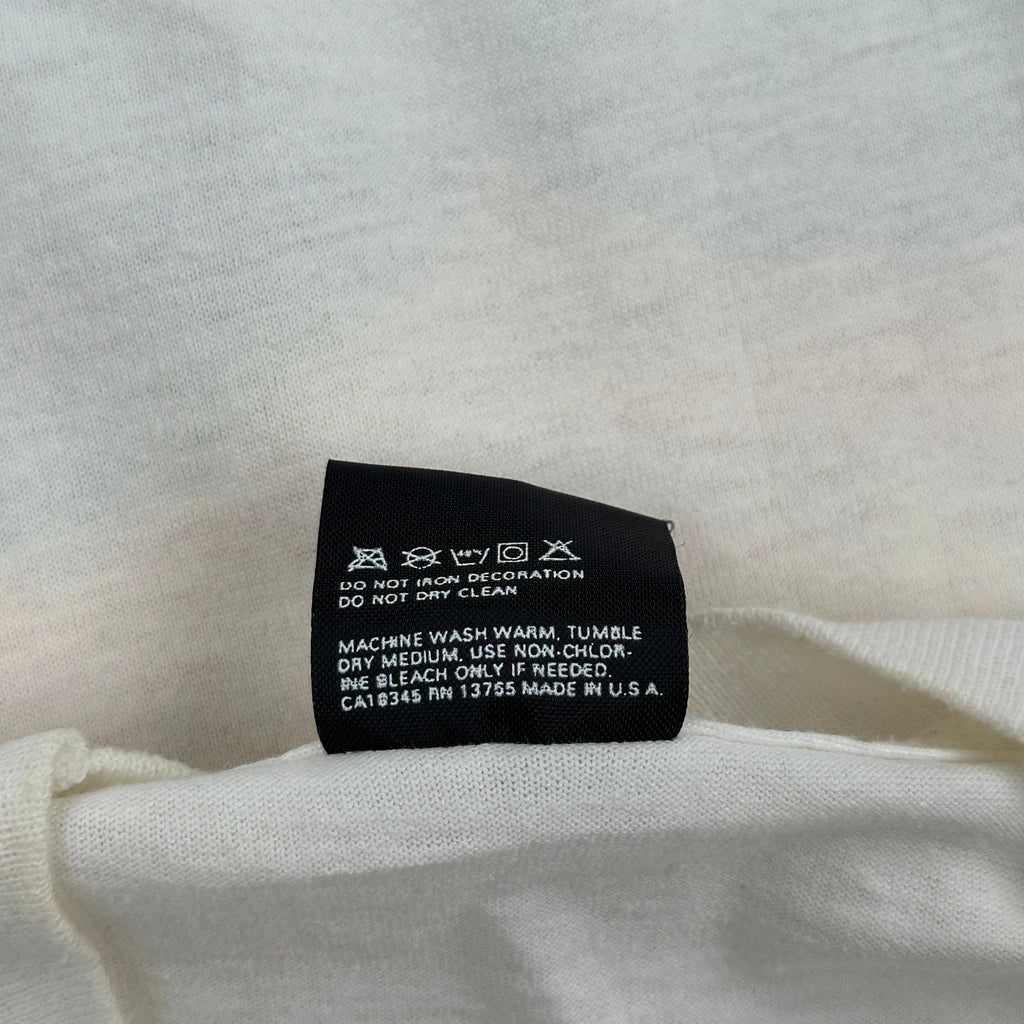 DO NOT IRON DECORATION
DO NOT DRY CLEAN
MACHINE WASH WARM, TUMBLE
DRY MEDIUM, USE NON-CHLOR-
INE BLEACH ONLY IF NEEDED.
CA18345 RN 13765 MADE IN U.S.A.